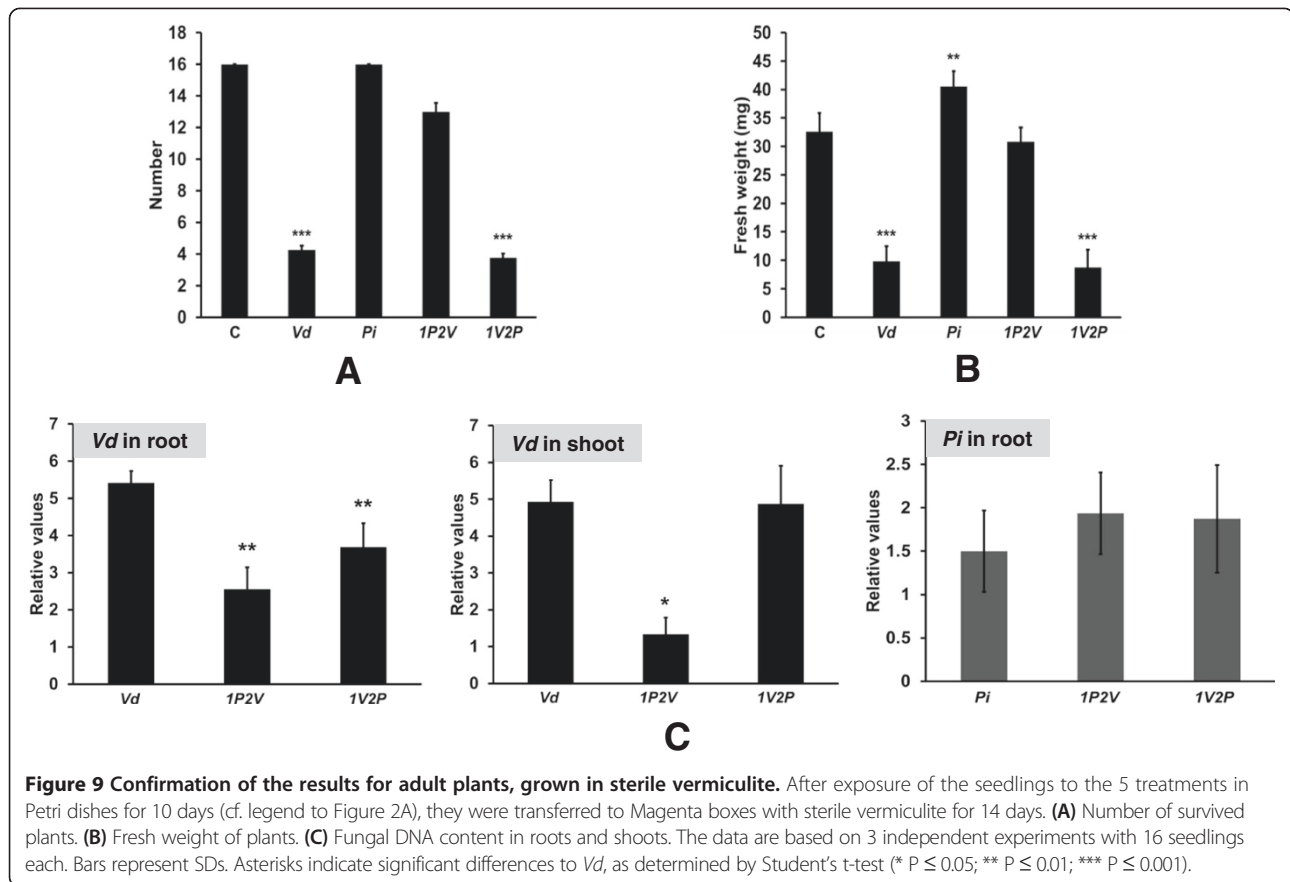 16
14
12
10
8
6
4
2
0
Number
***
***
C
Vd
Pi
1P2V
1V2P
A
50
45
40
35
30
25
20
15
10
5
0
Fresh weight (mg)
***
**
***
C
Vd
Pi
1P2V
1V2P
B
7
6
5
4
3
2
1
0
Relative values
Vd in root
**
**
Vd
1P2V
1V2P
7
6
5
4
3
2
1
0
Relative values
Vd in shoot
*
Vd
1P2V
1V2P
3
2.5
2
1.5
1
0.5
0
Relative values
Pi in root
Pi
1P2V
1V2P
C
Figure 9 Confirmation of the results for adult plants, grown in sterile vermiculite. After exposure of the seedlings to the 5 treatments in
Petri dishes for 10 days (cf. legend to Figure 2A), they were transferred to Magenta boxes with sterile vermiculite for 14 days. (A) Number of survived
plants. (B) Fresh weight of plants. (C) Fungal DNA content in roots and shoots. The data are based on 3 independent experiments with 16 seedlings
each. Bars represent SDs. Asterisks indicate significant differences to Vd, as determined by Student's t-test (* P ≤ 0.05; ** P ≤ 0.01; *** P ≤ 0.001).